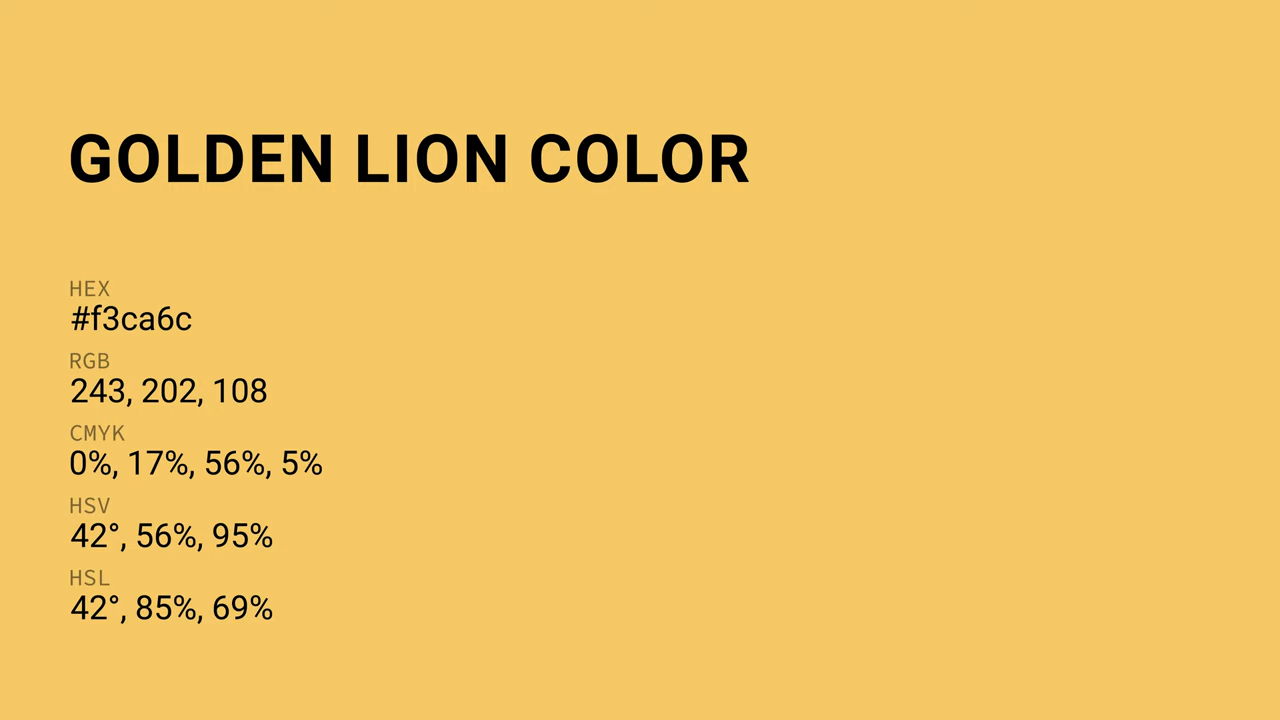 GOLDEN LION COLOR
HEX
#f3ca6c
RGB
243, 202, 108
CMYK
0%, 17%, 56%, 5%
HSV
42°, 56%, 95%
HSL
42°, 85%, 69%